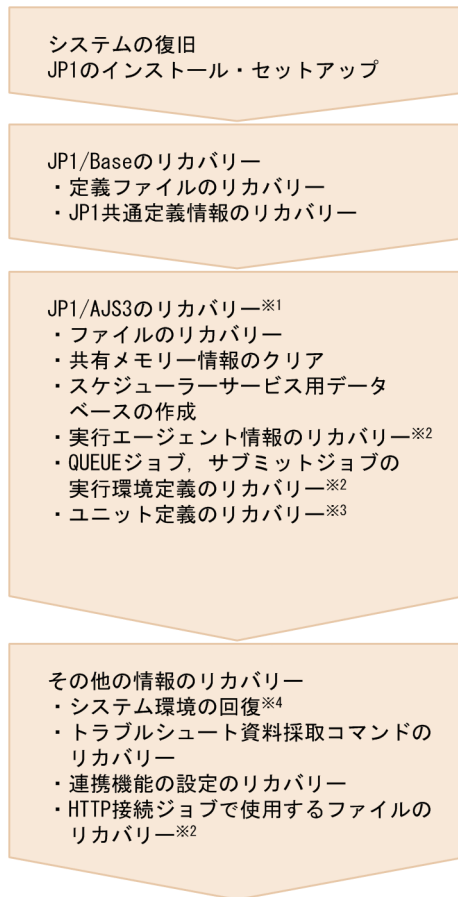 システムの復旧
JP1のインストール・セットアップ
JP1/Baseのリカバリー
・定義ファイルのリカバリー
・JP1共通定義情報のリカバリー
JP1/AJS3のリカバリー※1
・ファイルのリカバリー
・共有メモリー情報のクリア
・スケジューラーサービス用データ
ベースの作成
・実行エージェント情報のリカバリー※2
・QUEUEジョブ，サブミットジョブの
実行環境定義のリカバリー※2
・ユニット定義のリカバリー※3
その他の情報のリカバリー
・システム環境の回復※4
・トラブルシュート資料採取コマンドの
リカバリー
・連携機能の設定のリカバリー
・HTTP接続ジョブで使用するファイルの
リカバリー※2